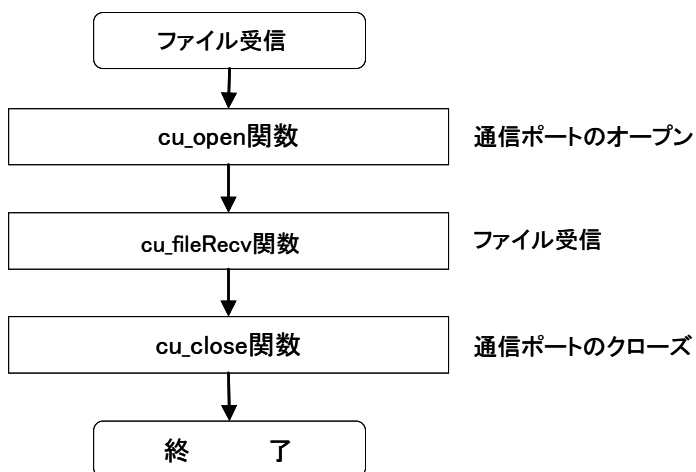 ファイル受信
cu_open関数 通信ポートのオープン
cu_fileRecv関数 ファイル受信
cu_close関数 通信ポートのクローズ
終 了